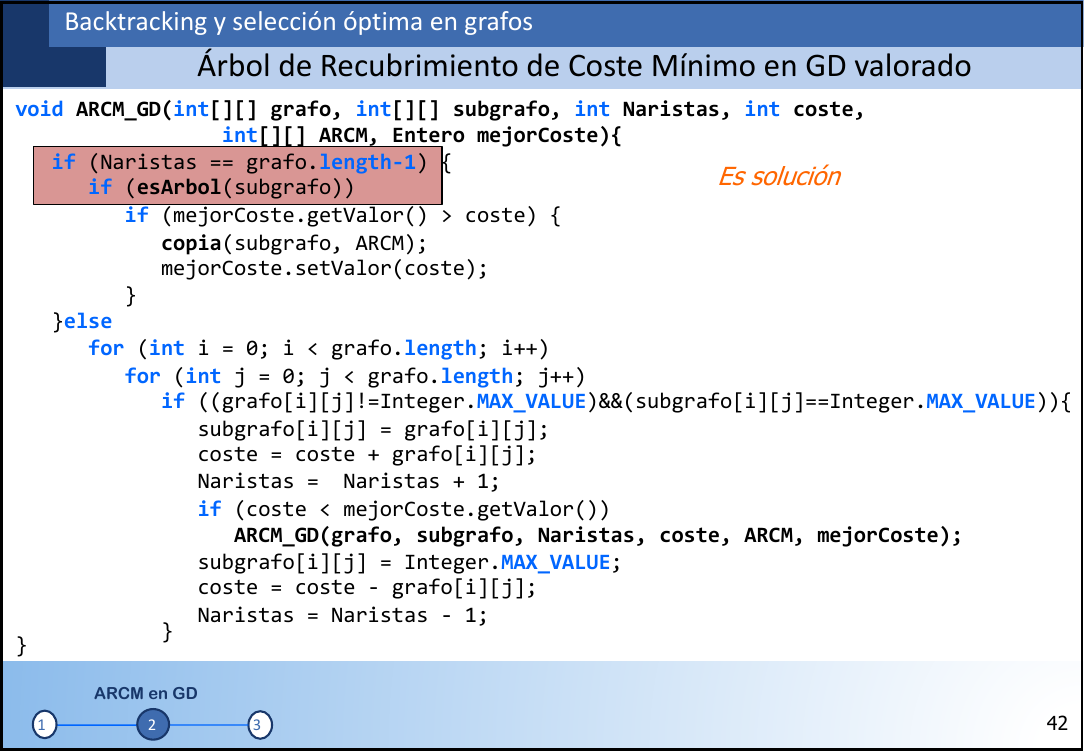 Backtracking y selección óptima en grafos
Árbol de Recubrimiento de Coste Mínimo en GD valorado
void ARCM_GD(int[][] grafo, int[][] subgrafo, int Naristas, int coste,
int[][] ARCM, Entero mejorCoste){
if (Naristas == grafo.length-1) {
Es solución
if (esArbol(subgrafo))
if (mejorCoste.getValor() > coste) {
copia(subgrafo, ARCM);
mejorCoste.setValor(coste);
}
}else
for (int i = 0; i < grafo.length; i++)
for (int j = 0; j < grafo.length; j++)
if ((grafo[i][j]!=Integer.MAX_VALUE)&&(subgrafo[i][j]==Integer.MAX_VALUE)){
subgrafo[i][j] = grafo[i][j];
coste = coste + grafo[i][j];
Naristas =  Naristas + 1;
if (coste < mejorCoste.getValor())
ARCM_GD(grafo, subgrafo, Naristas, coste, ARCM, mejorCoste);
subgrafo[i][j] = Integer.MAX_VALUE;
coste = coste - grafo[i][j];
Naristas = Naristas - 1;
}
}
ARCM en GD
1 2 3
42